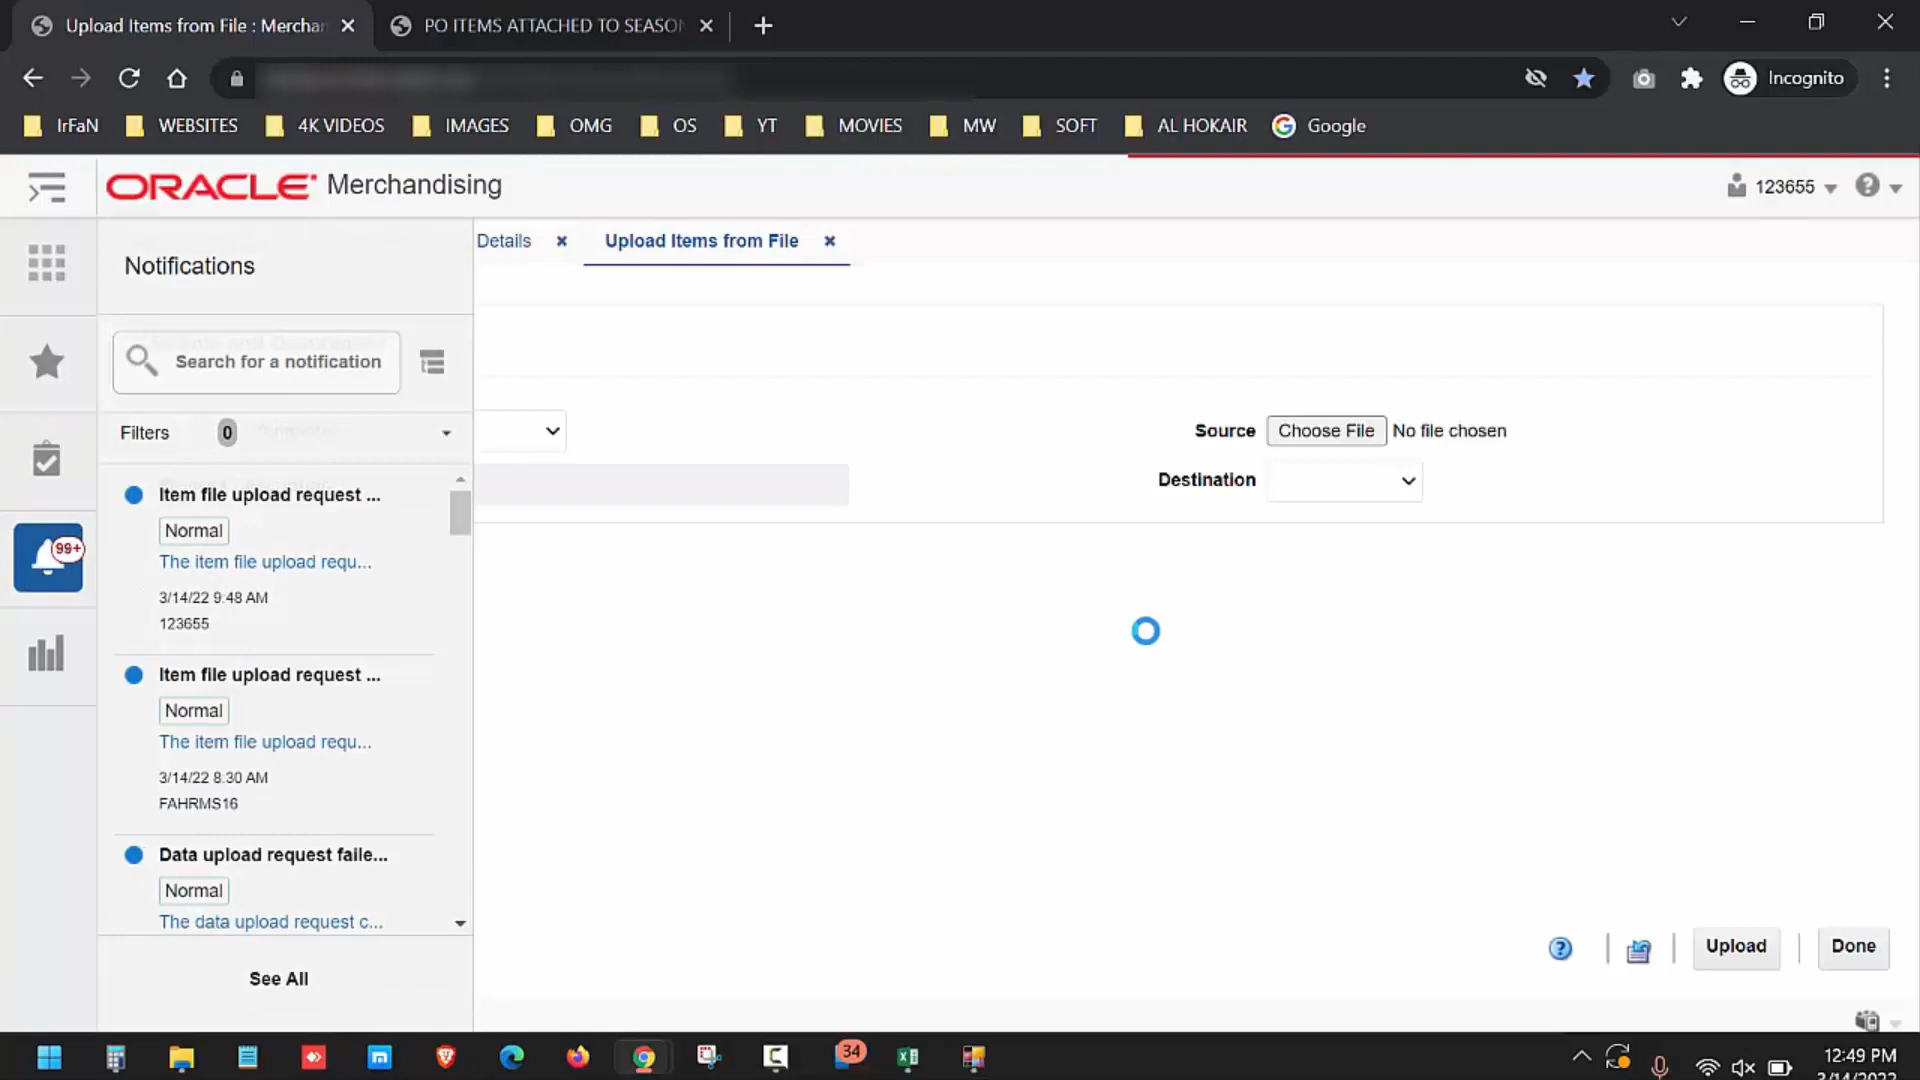 Upload Items from File : Merchan
PO ITEMS ATTACHED TO SEASON
Incognito
IrFaN
WEBSITES
4K VIDEOS
IMAGES
OMG
OS
YT
MOVIES
MW
SOFT
AL HOKAIR
Google
ORACLE Merchandising
123655
Notifications
Details
Upload Items from File
Search for a notification
Filters 0
Source Choose File No file chosen
Destination
Item file upload request ...
Normal
The item file upload requ...
3/14/22 9:48 AM
123655
99+
Item file upload request ...
Normal
The item file upload requ...
3/14/22 8:30 AM
FAHRMS16
Data upload request faile...
Normal
The data upload request c...
See All
Upload
Done
34
12:49 PM
3/14/2022